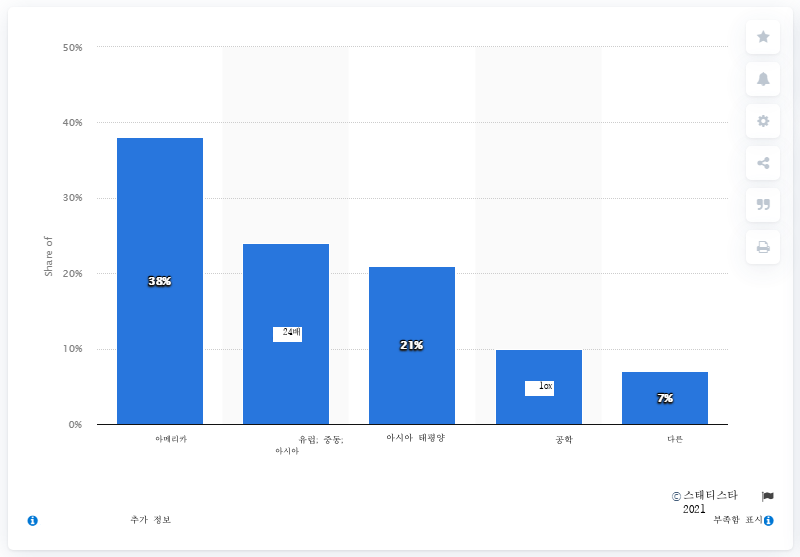 50%
40%
30%
20%
10%
0%
Share of
38%
24배
21%
1ox
7%
아메리카
유럽; 중동;
아시아
아시아 태평양
공학
다른
© 스태티스타
2021
추가 정보
부족함 표시